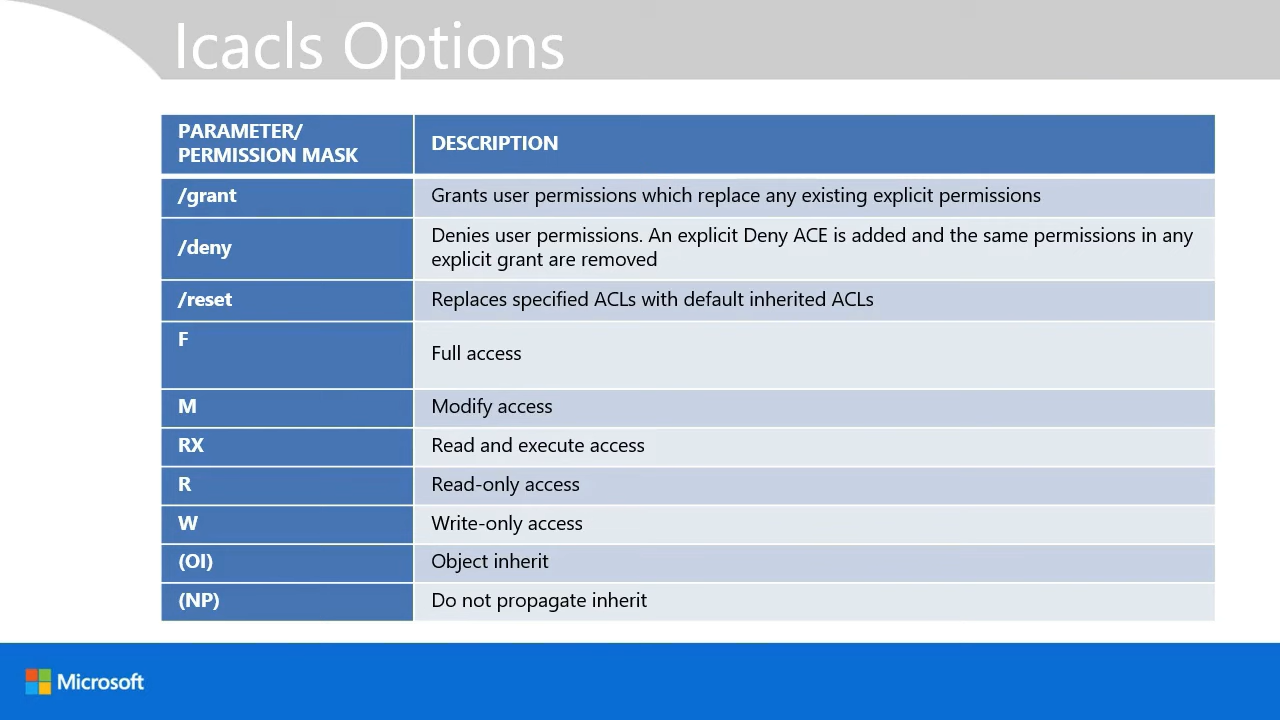 Icacls Options
PARAMETER/
PERMISSION MASK
DESCRIPTION
/grant
Grants user permissions which replace any existing explicit permissions
/deny
Denies user permissions. An explicit Deny ACE is added and the same permissions in any
explicit grant are removed
/reset
Replaces specified ACLs with default inherited ACLs
F
Full access
M
Modify access
RX
Read and execute access
R
Read-only access
W
Write-only access
(OI)
Object inherit
(NP)
Do not propagate inherit
Microsoft